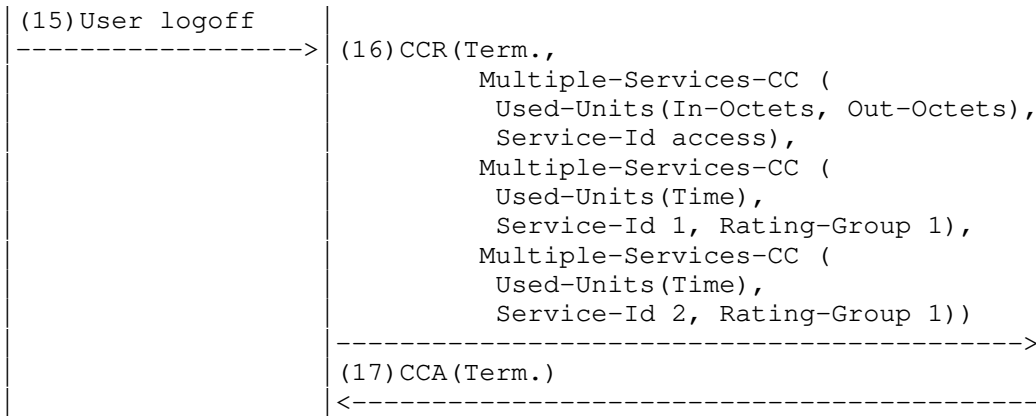 (15)User logoff
(16)CCR(Term.,
Multiple-Services-CC (
Used-Units(In-Octets, Out-Octets),
Service-Id access),
Multiple-Services-CC (
Used-Units(Time),
Service-Id 1, Rating-Group 1),
Multiple-Services-CC (
Used-Units(Time),
Service-Id 2, Rating-Group 1))
(17)CCA(Term.)